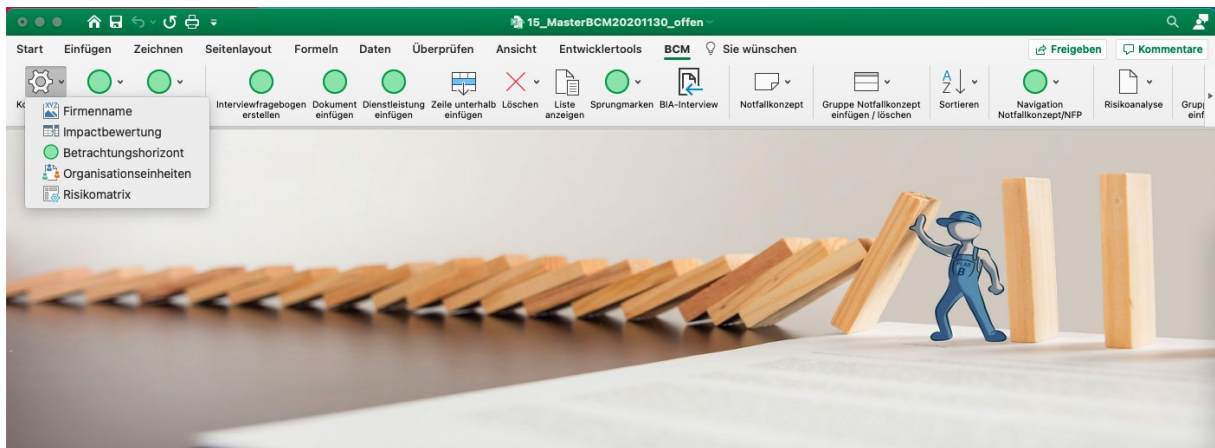 15_MasterBCM20201130_offen
Start Einfügen Zeichnen Seitenlayout Formeln Daten Überprüfen Ansicht Entwicklertools BCM Sie wünschen Freigeben Kommentare
Interviewfragebogen erstellen
Dokument einfügen
Dienstleistung einfügen
Zeile unterhalb einfügen
Löschen
Liste anzeigen
Sprungmarken
BIA-Interview
Notfallkonzept
Gruppe Notfallkonzept einfügen / löschen
A Z
Sortieren
Navigation Notfallkonzept/NFP
Risikoanalyse
XYZ
Firmenname
Impactbewertung
Betrachtungshorizont
Organisationseinheiten
Risikomatrix
PLAN
B